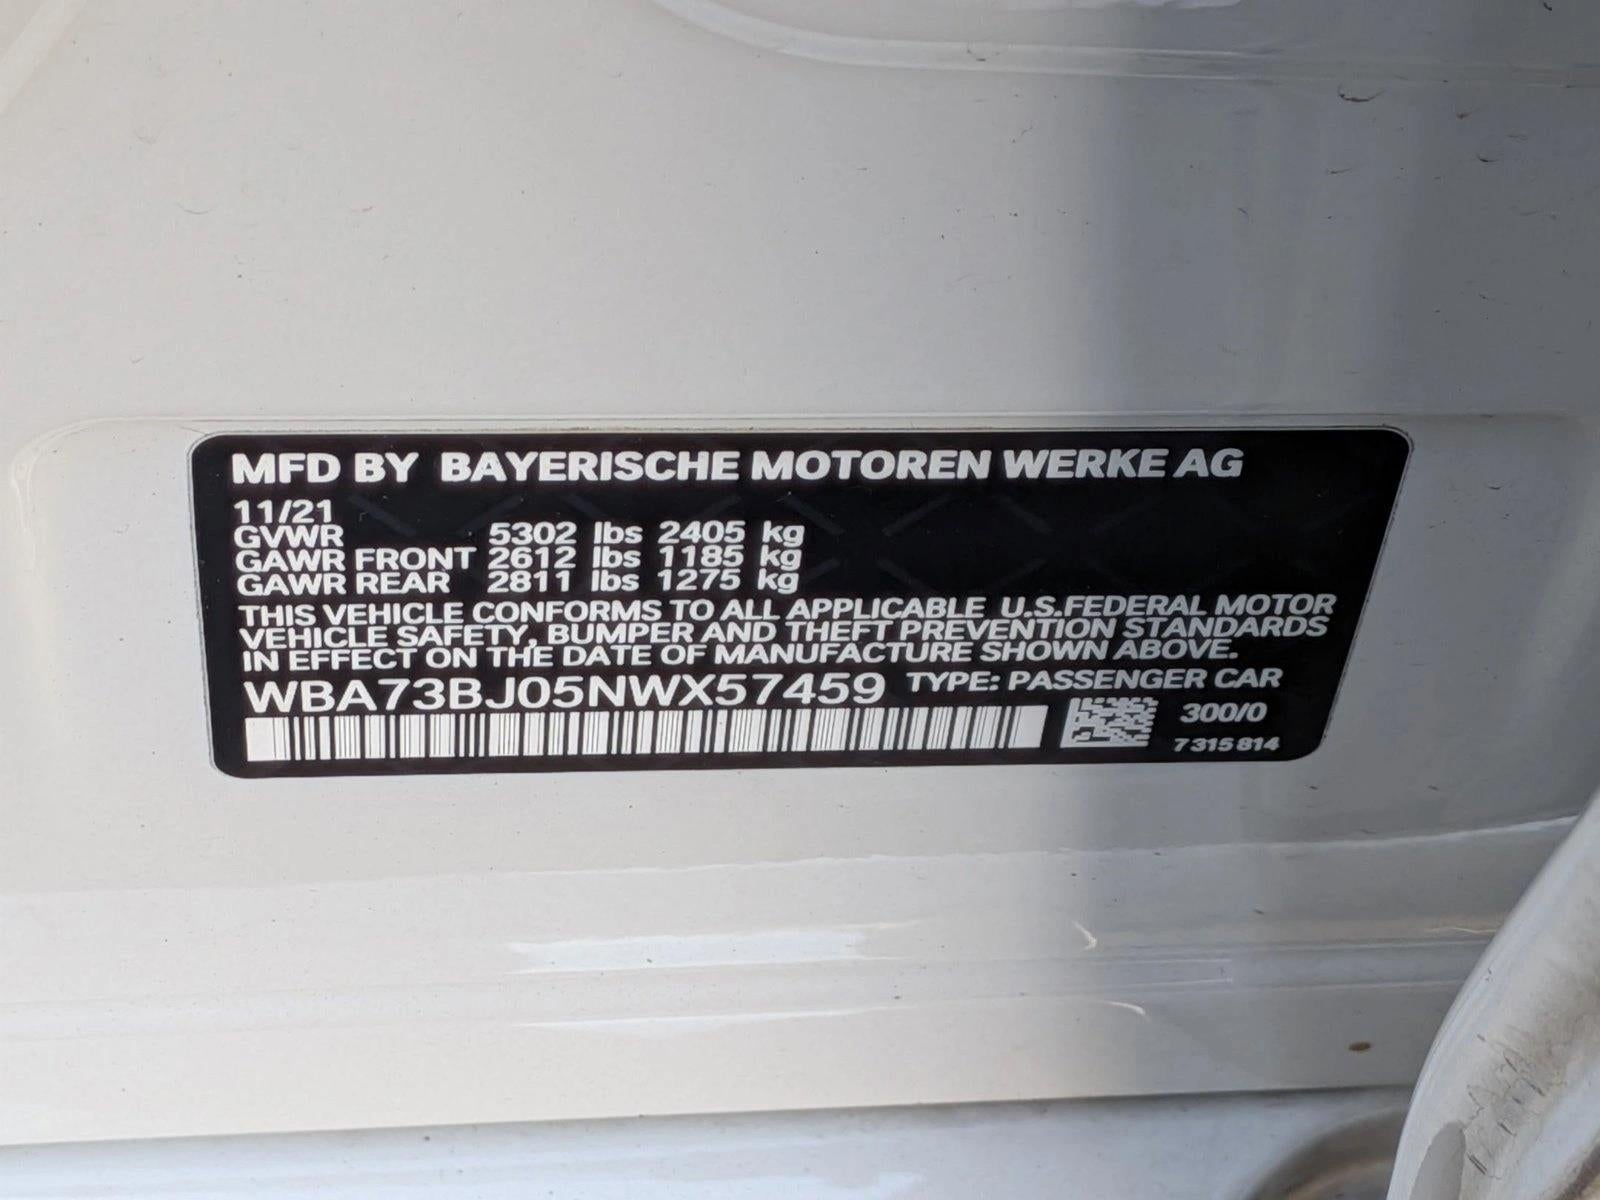 MFD BY BAYERISCHE MOTOREN WERKE AG
11/21
GVWR 5302 lbs 2405 kg
GAWR FRONT 2612 lbs 1185 kg
GAWR REAR 2811 lbs 1275 kg
THIS VEHICLE CONFORMS TO ALL APPLICABLE U.S.FEDERAL MOTOR
VEHICLE SAFETY, BUMPER AND THEFT PREVENTION STANDARDS
IN EFFECT ON THE DATE OF MANUFACTURE SHOWN ABOVE.
WBA73BJ05NWX57459 TYPE: PASSENGER CAR
300/0
7 315 814